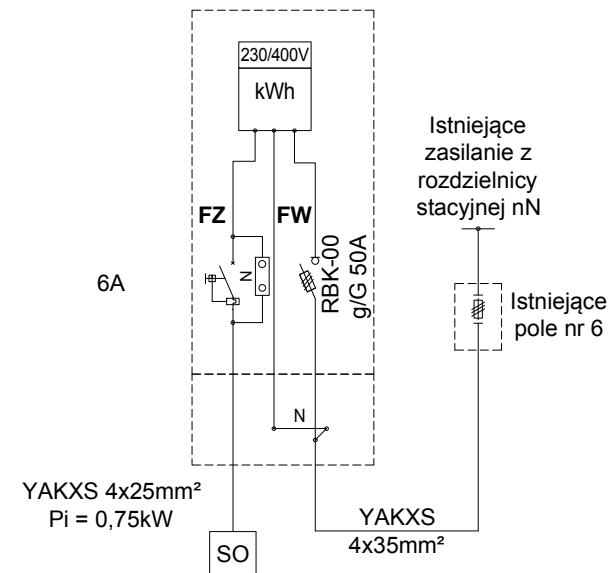 230/400V
kWh
Istniejące
zasilanie z
rozdzielnicy
stacyjnej nN
FZ
FW
N
RBK-00
g/G 50A
6A
Istniejące
pole nr 6
N
YAKXS 4x25mm²
Pi = 0,75kW
YAKXS
4x35mm²
SO